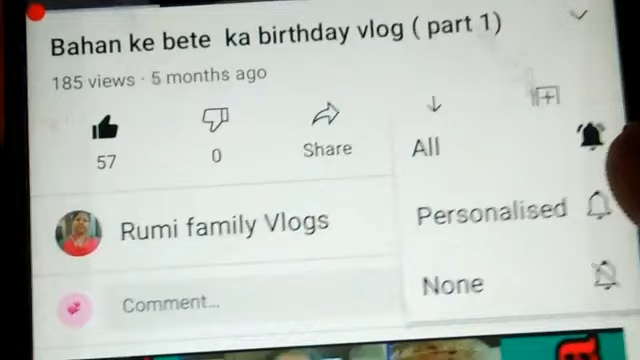 Bahan ke bete ka birthday vlog ( part 1)
185 views · 5 months ago
57
0
Share
All
Rumi family Vlogs
Personalised
None
Comment...